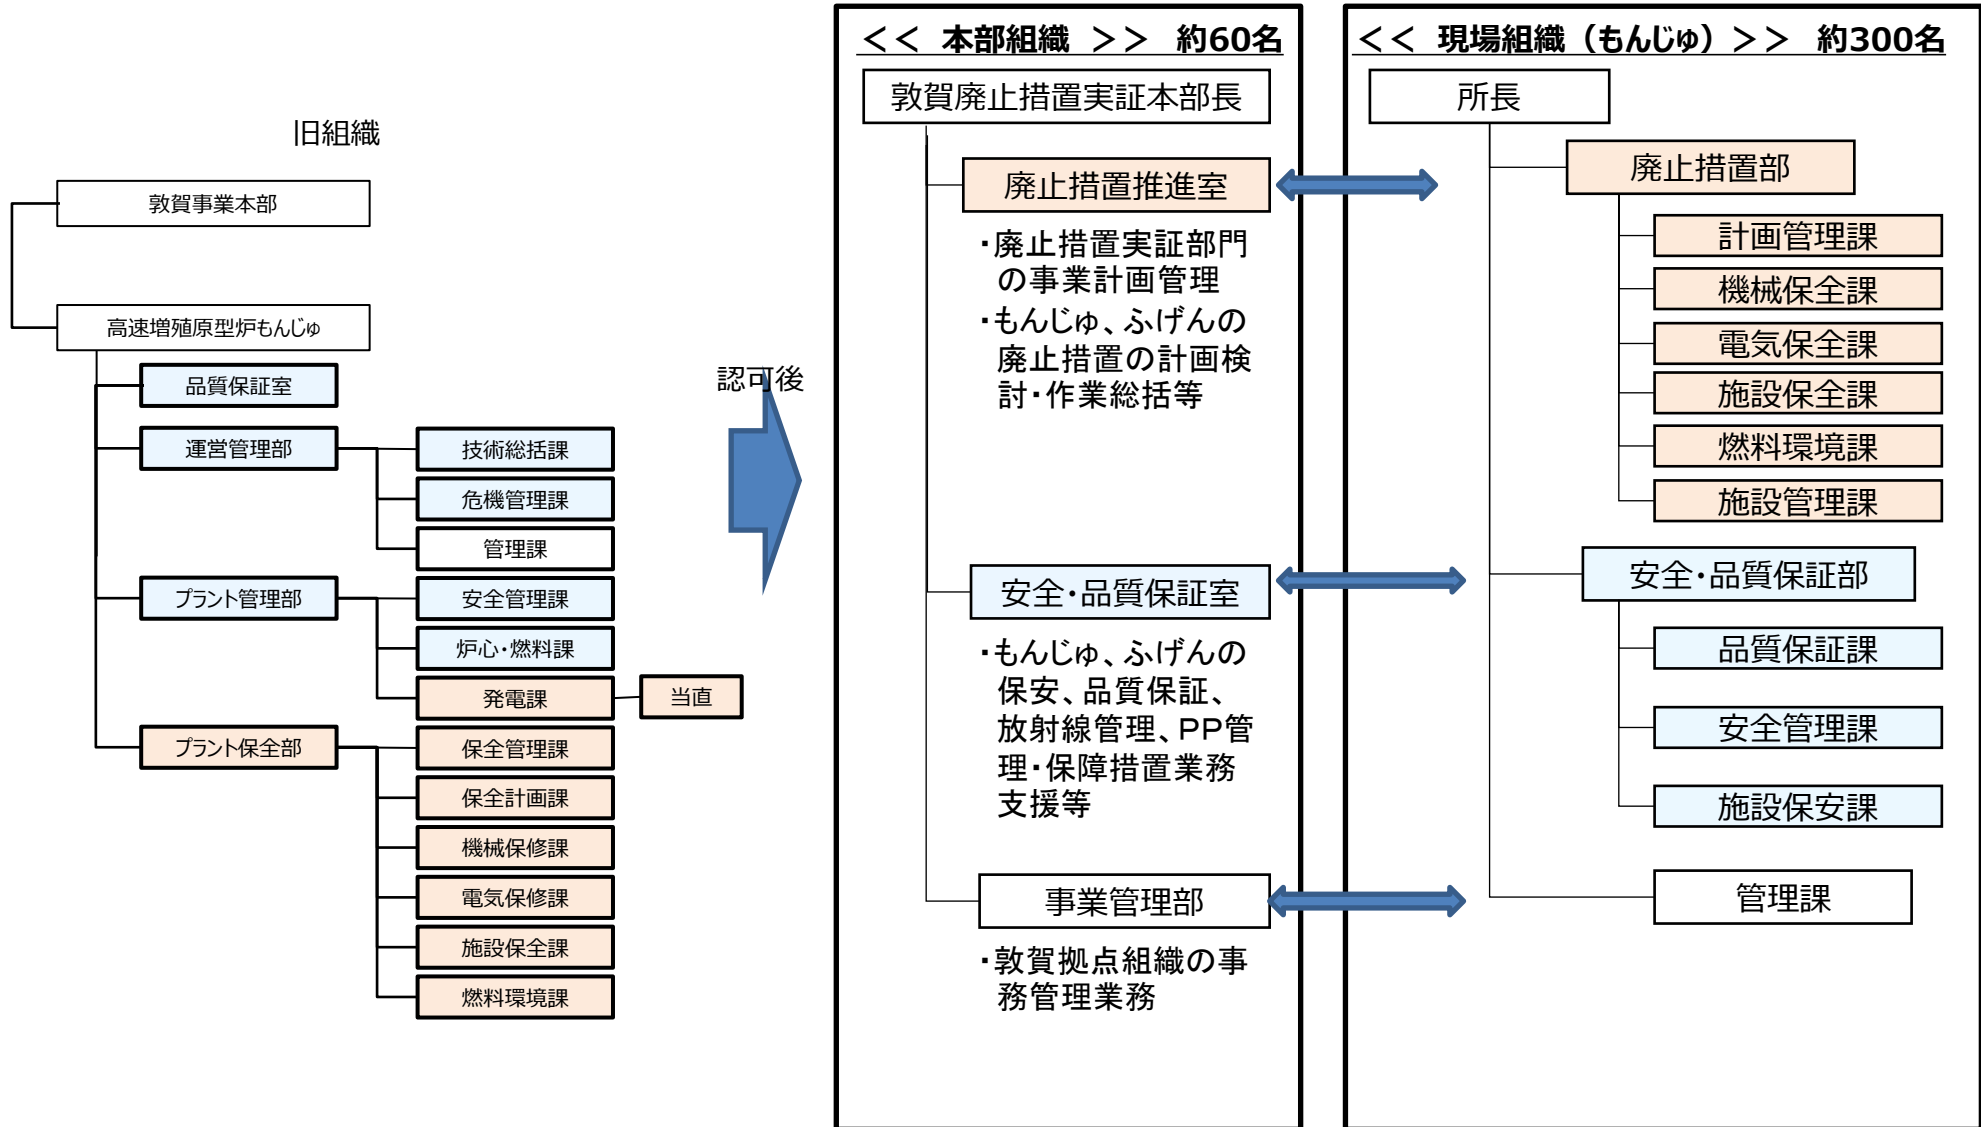 旧組織
敦賀事業本部
高速増殖原型炉もんじゅ
品質保証室
運営管理部
技術総括課
危機管理課
管理課
プラント管理部
安全管理課
炉心・燃料課
発電課
当直
プラント保全部
保全管理課
保全計画課
機械保修課
電気保修課
施設保全課
燃料環境課
認可後
<< 本部組織 >> 約60名
敦賀廃止措置実証本部長
廃止措置推進室
・廃止措置実証部門
の事業計画管理
・もんじゅ、ふげんの
廃止措置の計画検
討・作業総括等
安全・品質保証室
・もんじゅ、ふげんの
保安、品質保証、
放射線管理、PP管
理・保障措置業務
支援等
事業管理部
・敦賀拠点組織の事
務管理業務
<< 現場組織（もんじゅ）>> 約300名
所長
廃止措置部
計画管理課
機械保全課
電気保全課
施設保全課
燃料環境課
施設管理課
安全・品質保証部
品質保証課
安全管理課
施設保安課
管理課